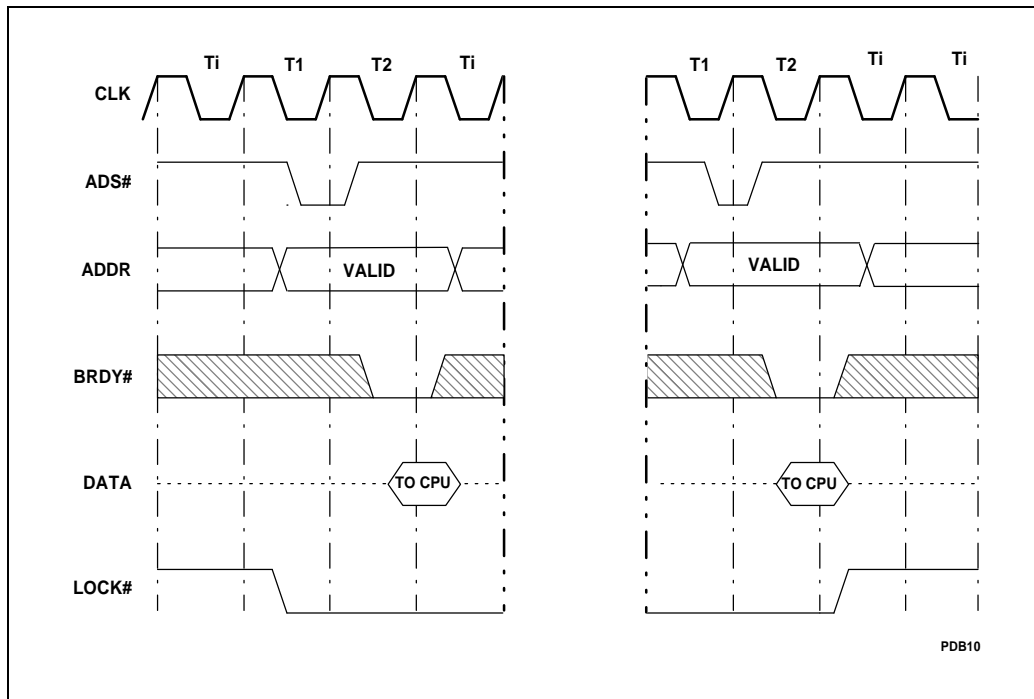 Ti T1 T2 Ti T1 T2 Ti Ti
CLK
ADS#
ADDR VALID VALID
BRDY#
DATA TO CPU TO CPU
LOCK#
PDB10